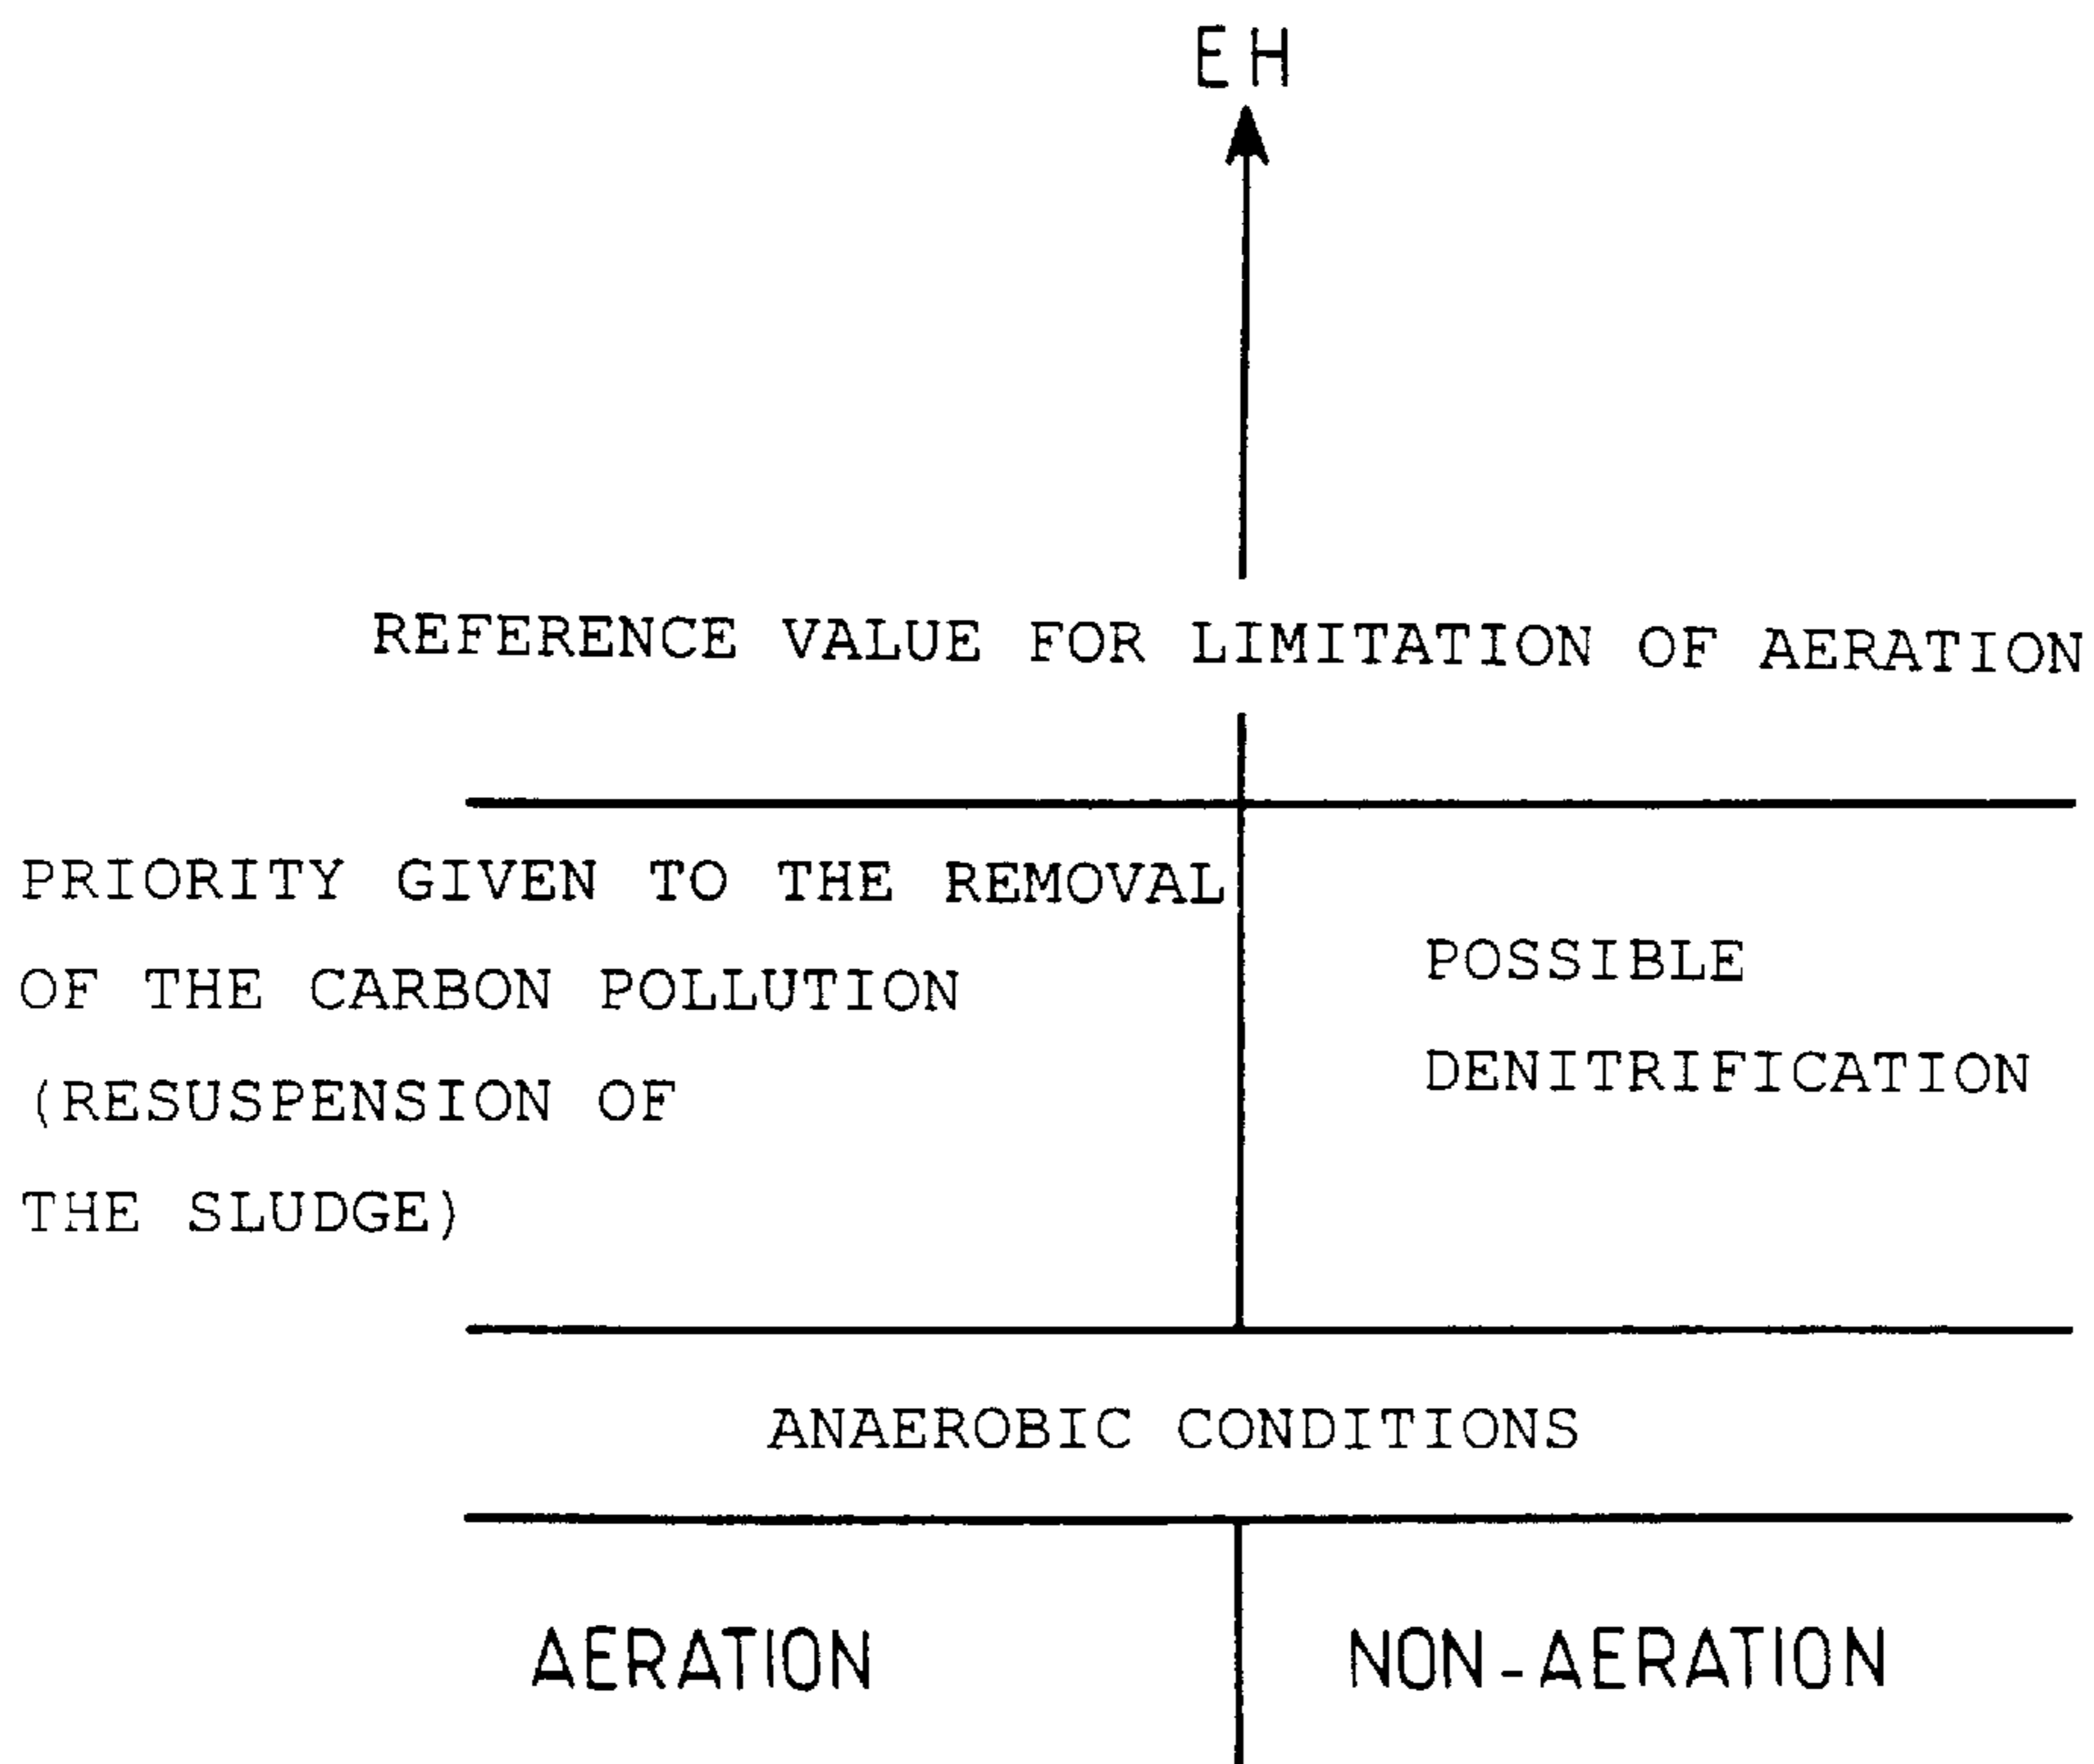 EH
REFERENCE VALUE FOR LIMITATION OF AERATION
PRIORITY GIVEN TO THE REMOVAL
OF THE CARBON POLLUTION
(RESUSPENSION OF
THE SLUDGE)
POSSIBLE
DENITRIFICATION
ANAEROBIC CONDITIONS
AERATION
NON-AERATION